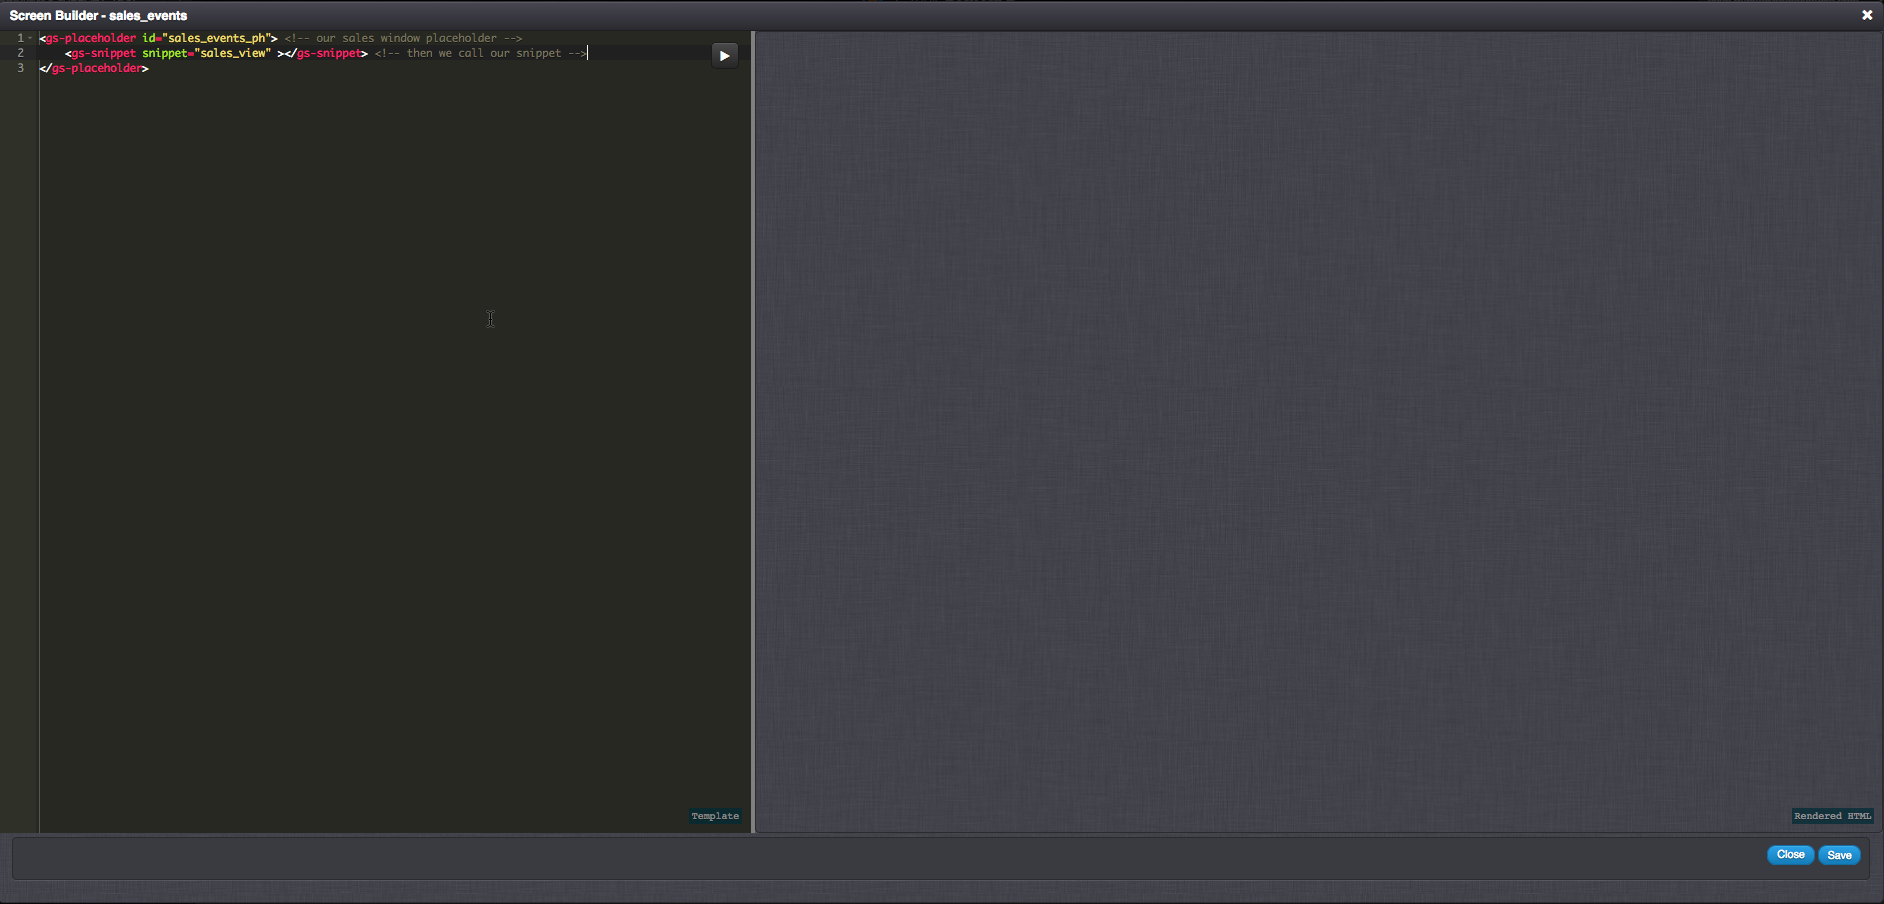 Screen Builder - sales_events
1 <gs-placeholder id="sales_events_ph"> <!-- our sales window placeholder -->
2 <gs-snippet snippet="sales_view" ></gs-snippet> <!-- then we call our snippet -->
3 </gs-placeholder>
Template
Rendered HTML
Close
Save